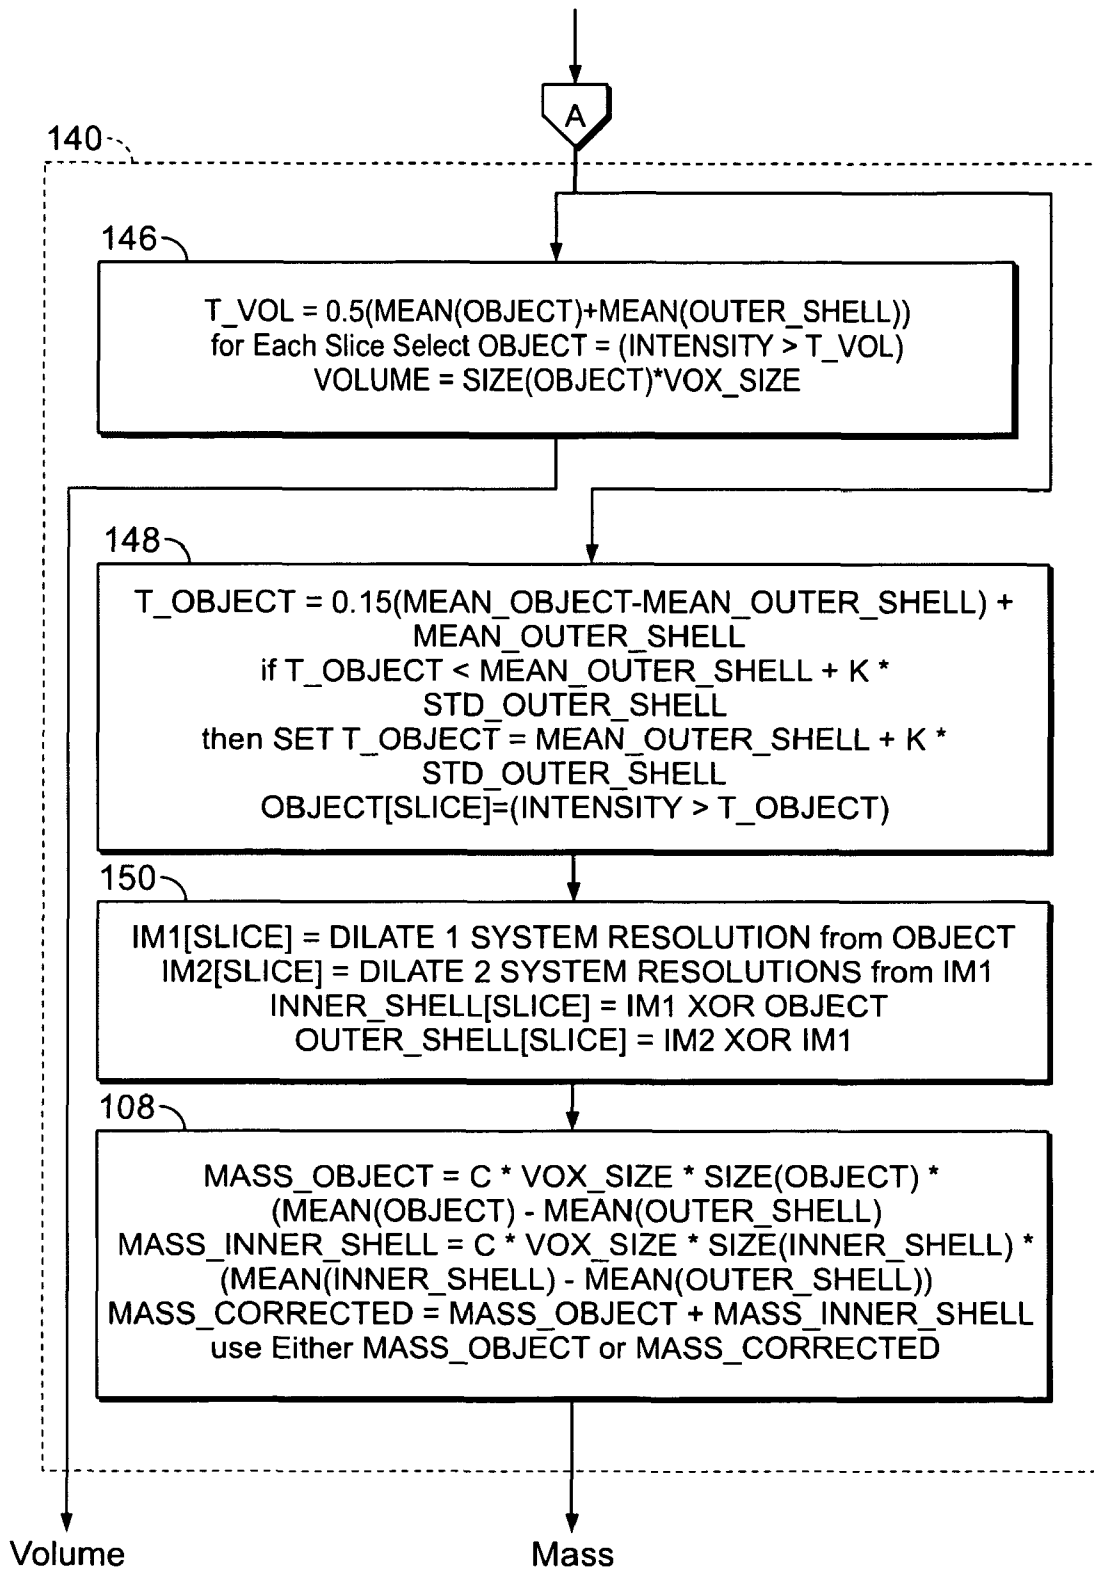 A
140
146
T_VOL = 0.5(MEAN(OBJECT)+MEAN(OUTER_SHELL))
for Each Slice Select OBJECT = (INTENSITY > T_VOL)
VOLUME = SIZE(OBJECT)*VOX_SIZE
148
T_OBJECT = 0.15(MEAN_OBJECT-MEAN_OUTER_SHELL) +
MEAN_OUTER_SHELL
if T_OBJECT < MEAN_OUTER_SHELL + K *
STD_OUTER_SHELL
then SET T_OBJECT = MEAN_OUTER_SHELL + K *
STD_OUTER_SHELL
OBJECT[SLICE]=(INTENSITY > T_OBJECT)
150
IM1[SLICE] = DILATE 1 SYSTEM RESOLUTION from OBJECT
IM2[SLICE] = DILATE 2 SYSTEM RESOLUTIONS from IM1
INNER_SHELL[SLICE] = IM1 XOR OBJECT
OUTER_SHELL[SLICE] = IM2 XOR IM1
108
MASS_OBJECT = C * VOX_SIZE * SIZE(OBJECT) *
(MEAN(OBJECT) - MEAN(OUTER_SHELL)
MASS_INNER_SHELL = C * VOX_SIZE * SIZE(INNER_SHELL) *
(MEAN(INNER_SHELL) - MEAN(OUTER_SHELL))
MASS_CORRECTED = MASS_OBJECT + MASS_INNER_SHELL
use Either MASS_OBJECT or MASS_CORRECTED
Volume
Mass